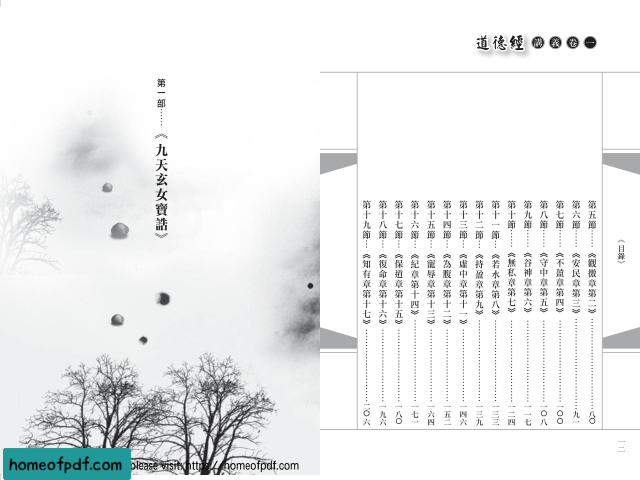 道德經 講義卷一
《目錄》
第五節……《觀微章第二》……八〇
第六節……《安民章第三》……九一
第七節……《不盈章第四》……一〇〇
第八節……《守中章第五》……一〇八
第九節……《谷神章第六》……一一七
第十節……《無私章第七》……一二四
第十一節…《若水章第八》……一三三
第十二節…《持盈章第九》……一三九
第十三節…《虛中章第十一》……一四六
第十四節…《為腹章第十二》……一五二
第十五節…《寵辱章第十三》……一六四
第十六節…《紀章第十四》……一七一
第十七節…《保道章第十五》……一八〇
第十八節…《復命章第十六》……一九六
第十九節…《知有章第十七》……二〇六
一二
第一部……《九天玄女寶誥》
homeofpdf.com
please visit: https://homeofpdf.com